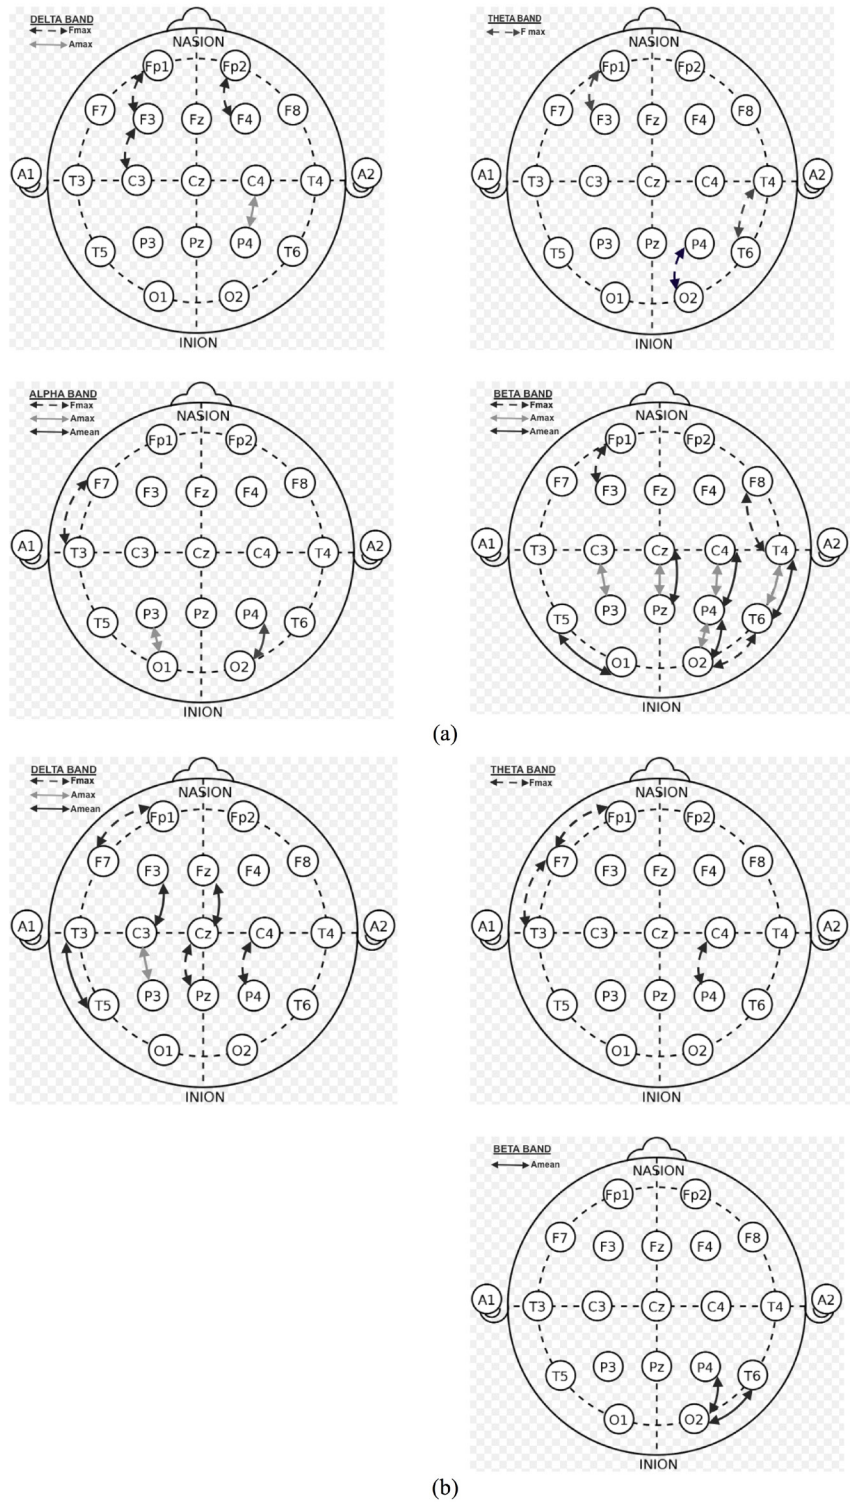 DELTA BAND
Fmax
Amax
NASION
Fp1 Fp2
F7 F3 Fz F4 F8
A1 T3 C3 Cz C4 T4 A2
T5 P3 Pz P4 T6
O1 O2
INION
THETA BAND
F max
NASION
Fp1 Fp2
F7 F3 Fz F4 F8
A1 T3 C3 Cz C4 T4 A2
T5 P3 Pz P4 T6
O1 O2
INION
ALPHA BAND
Fmax
Amax
Amean
NASION
Fp1 Fp2
F7 F3 Fz F4 F8
A1 T3 C3 Cz C4 T4 A2
T5 P3 Pz P4 T6
O1 O2
INION
BETA BAND
Fmax
Amax
Amean
NASION
Fp1 Fp2
F7 F3 Fz F4 F8
A1 T3 C3 Cz C4 T4 A2
T5 P3 Pz P4 T6
O1 O2
INION
(a)
DELTA BAND
Fmax
Amax
Amean
NASION
Fp1 Fp2
F7 F3 Fz F4 F8
A1 T3 C3 Cz C4 T4 A2
T5 P3 Pz P4 T6
O1 O2
INION
THETA BAND
Fmax
NASION
Fp1 Fp2
F7 F3 Fz F4 F8
A1 T3 C3 Cz C4 T4 A2
T5 P3 Pz P4 T6
O1 O2
INION
BETA BAND
Amean
NASION
Fp1 Fp2
F7 F3 Fz F4 F8
A1 T3 C3 Cz C4 T4 A2
T5 P3 Pz P4 T6
O1 O2
INION
(b)